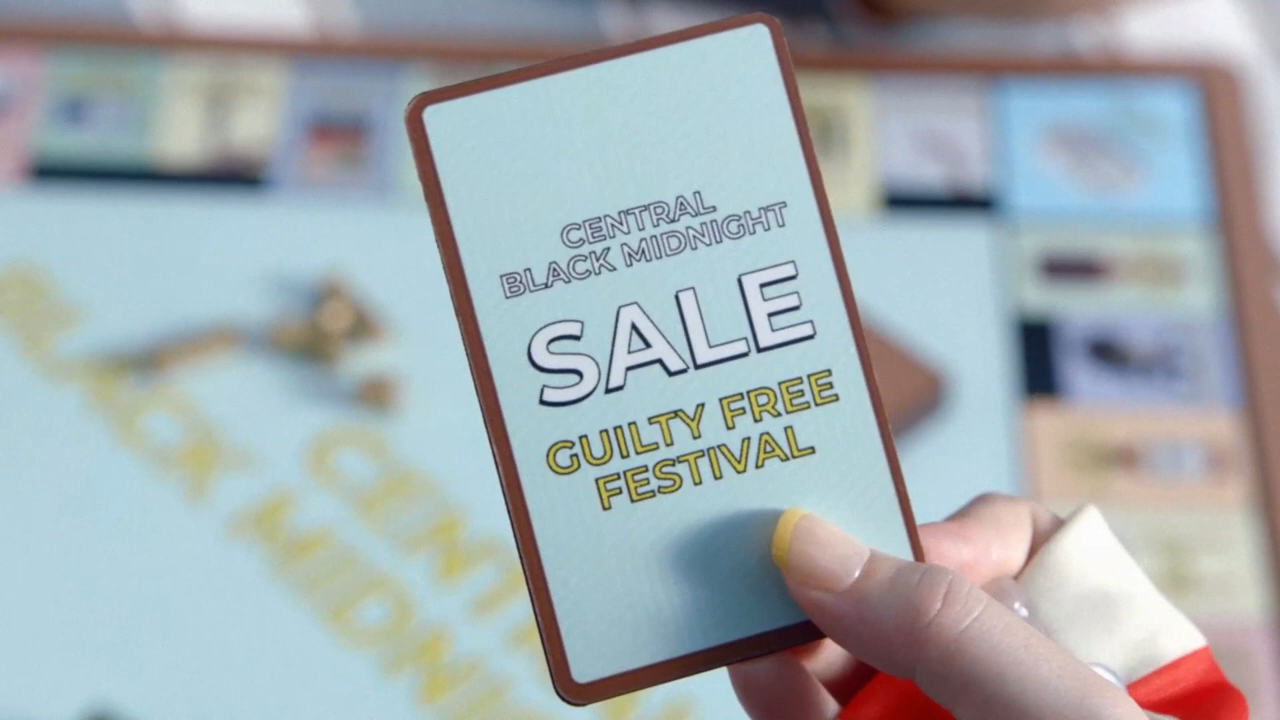 CENTRAL
BLACK MIDNIGHT
SALE
GUILTY FREE
FESTIVAL